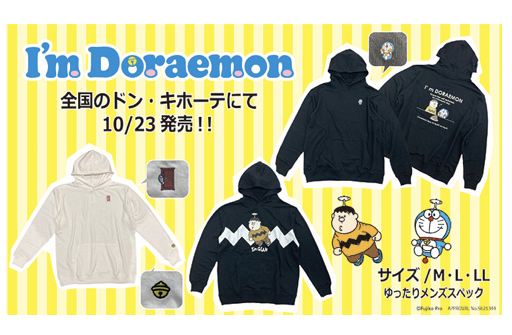 I'm Doraemon
全国のドン・キホーテにて
10/23 発売!!
I'm DORAEMON
サイズ/M・L・LL
ゆったりメンズスペック
©Fujiko-Pro